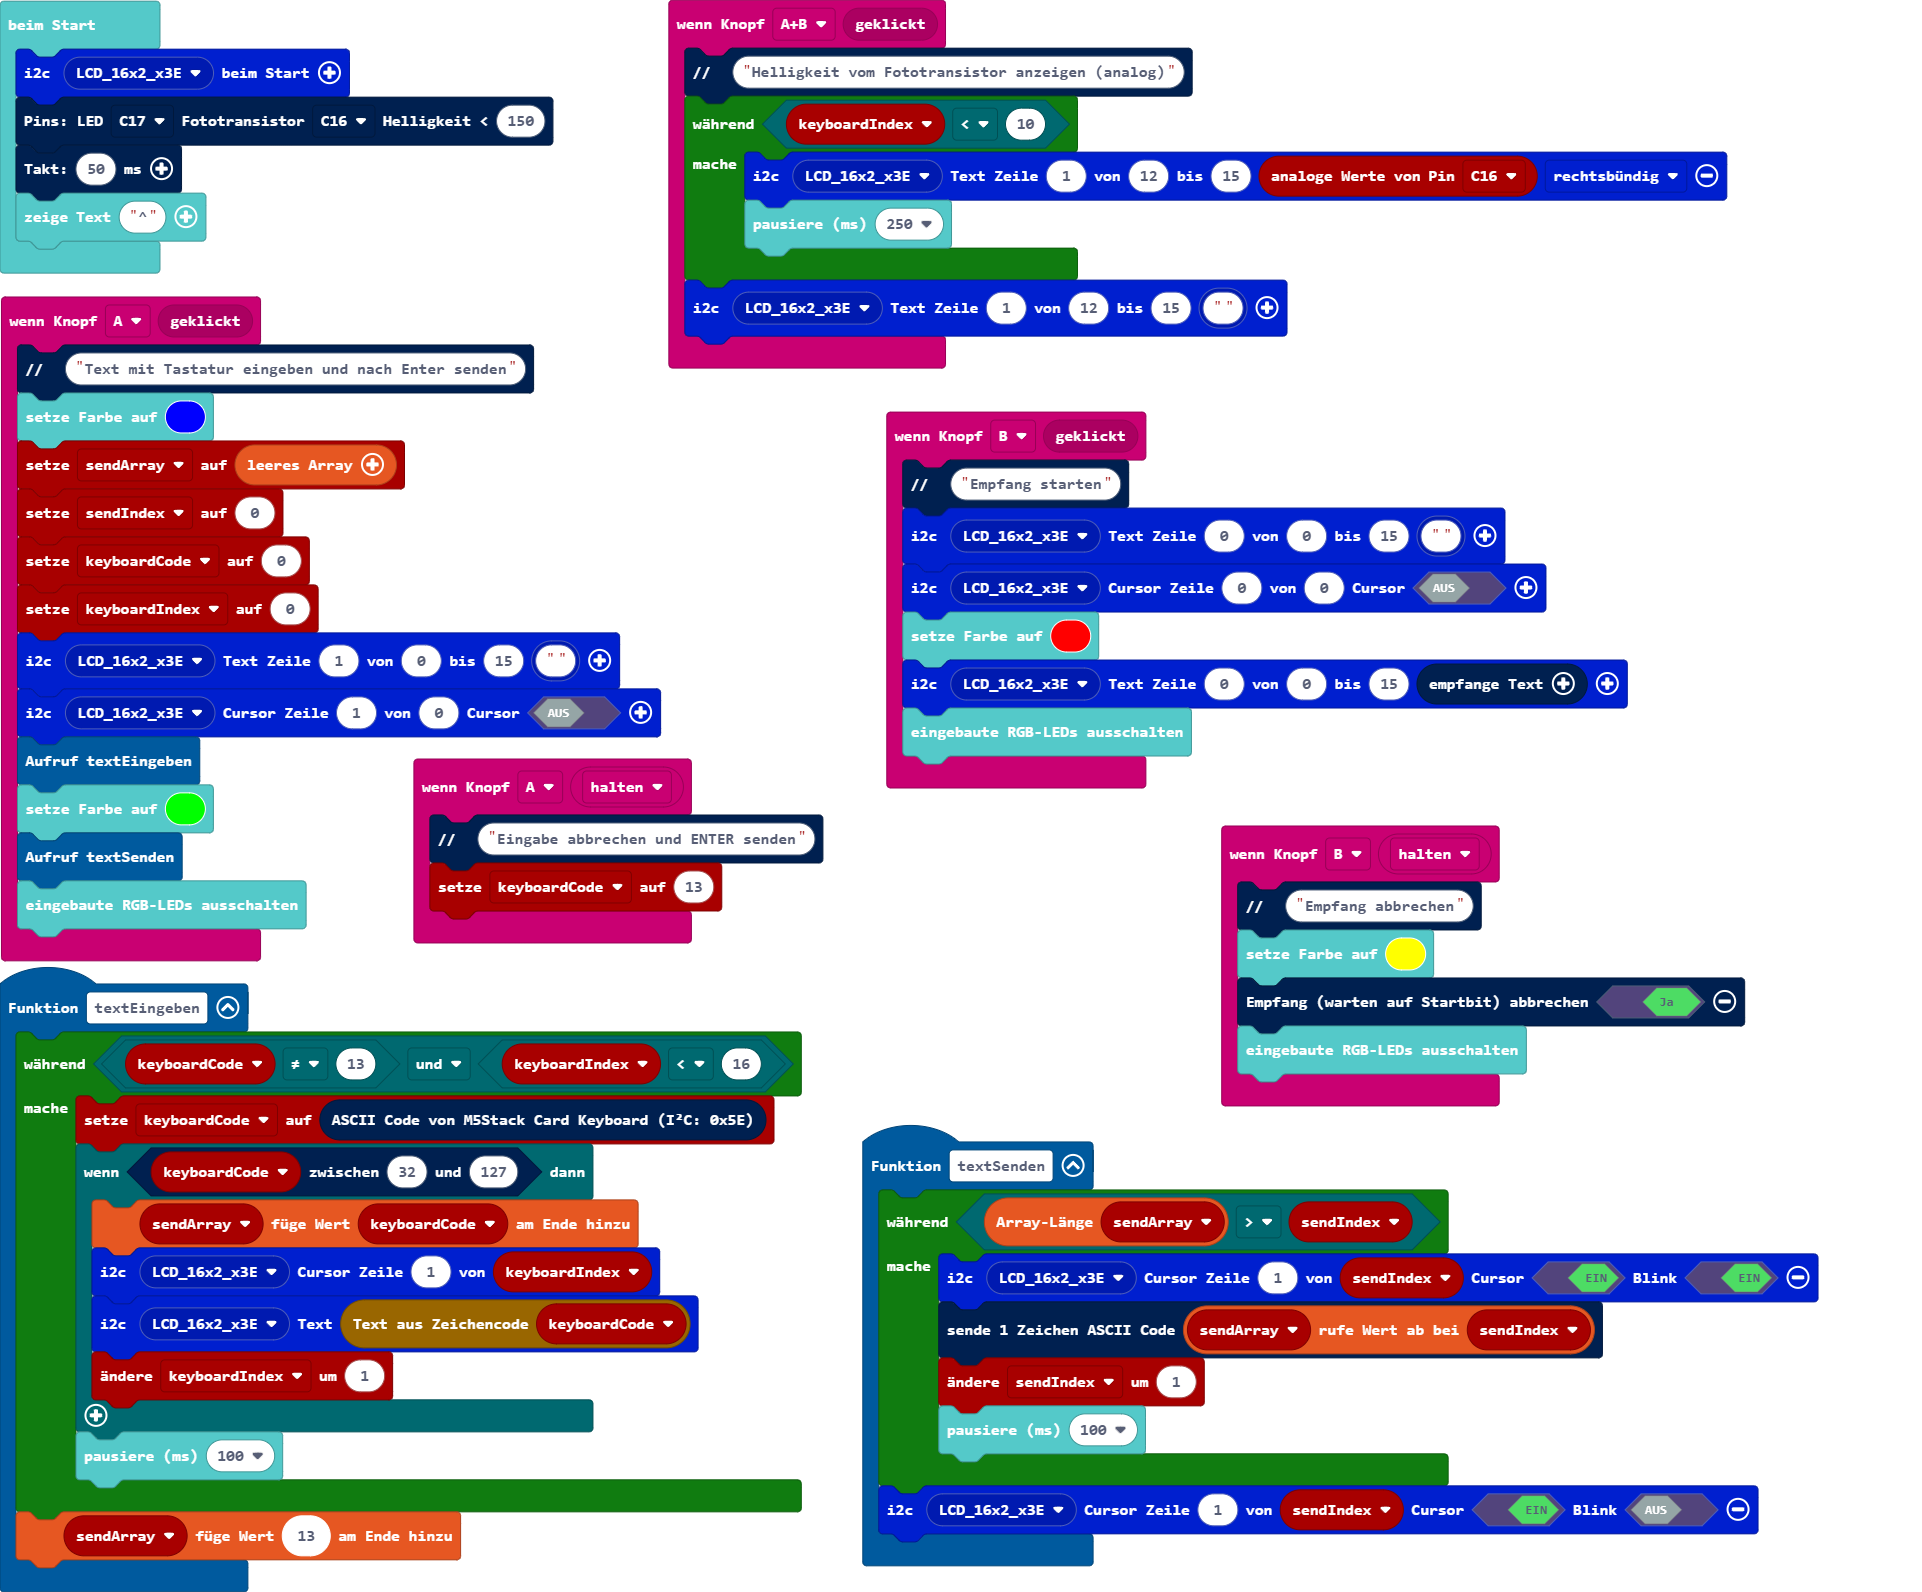 beim Start
i2c LCD_16x2_x3E beim Start
Pins: LED C17 Fototransistor C16 Helligkeit < 150
Takt: 50 ms
zeige Text "^"
wenn Knopf A+B geklickt
// "Helligkeit vom Fototransistor anzeigen (analog)"
während keyboardIndex < 10
mache
i2c LCD_16x2_x3E Text Zeile 1 von 12 bis 15 analoge Werte von Pin C16 rechtsbündig
pausiere (ms) 250
i2c LCD_16x2_x3E Text Zeile 1 von 12 bis 15 ""
wenn Knopf A geklickt
// "Text mit Tastatur eingeben und nach Enter senden"
setze Farbe auf
setze sendArray auf leeres Array
setze sendIndex auf 0
setze keyboardCode auf 0
setze keyboardIndex auf 0
i2c LCD_16x2_x3E Text Zeile 1 von 0 bis 15 ""
i2c LCD_16x2_x3E Cursor Zeile 1 von 0 Cursor AUS
Aufruf textEingeben
setze Farbe auf
Aufruf textSenden
eingebaute RGB-LEDs ausschalten
wenn Knopf B geklickt
// "Empfang starten"
i2c LCD_16x2_x3E Text Zeile 0 von 0 bis 15 ""
i2c LCD_16x2_x3E Cursor Zeile 0 von 0 Cursor AUS
setze Farbe auf
i2c LCD_16x2_x3E Text Zeile 0 von 0 bis 15 empfange Text
eingebaute RGB-LEDs ausschalten
wenn Knopf A halten
// "Eingabe abbrechen und ENTER senden"
setze keyboardCode auf 13
wenn Knopf B halten
// "Empfang abbrechen"
setze Farbe auf
Empfang (warten auf Startbit) abbrechen Ja
eingebaute RGB-LEDs ausschalten
Funktion textEingeben
während keyboardCode ≠ 13 und keyboardIndex < 16
mache
setze keyboardCode auf ASCII Code von M5Stack Card Keyboard (I²C: 0x5E)
wenn keyboardCode zwischen 32 und 127 dann
sendArray füge Wert keyboardCode am Ende hinzu
i2c LCD_16x2_x3E Cursor Zeile 1 von keyboardIndex
i2c LCD_16x2_x3E Text Text aus Zeichencode keyboardCode
ändere keyboardIndex um 1
pausiere (ms) 100
sendArray füge Wert 13 am Ende hinzu
Funktion textSenden
während Array-Länge sendArray > sendIndex
mache
i2c LCD_16x2_x3E Cursor Zeile 1 von sendIndex Cursor EIN Blink EIN
sende 1 Zeichen ASCII Code sendArray rufe Wert ab bei sendIndex
ändere sendIndex um 1
pausiere (ms) 100
i2c LCD_16x2_x3E Cursor Zeile 1 von sendIndex Cursor EIN Blink AUS